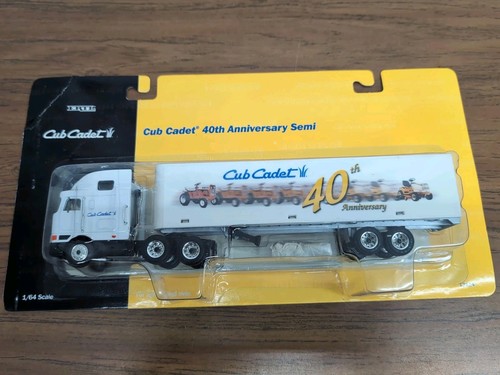 ERTL
Cub Cadet
Cub Cadet® 40th Anniversary Semi
Cub Cadet
40th
Anniversary
Cub Cadet
1/64 Scale